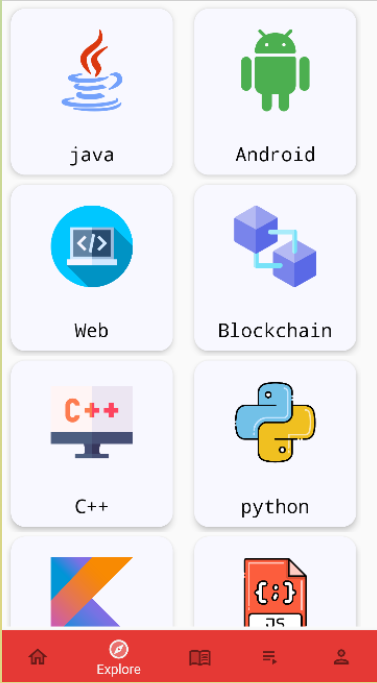 java
Android
</>
Web
Blockchain
C++
C++
python
{;}
JS
Explore